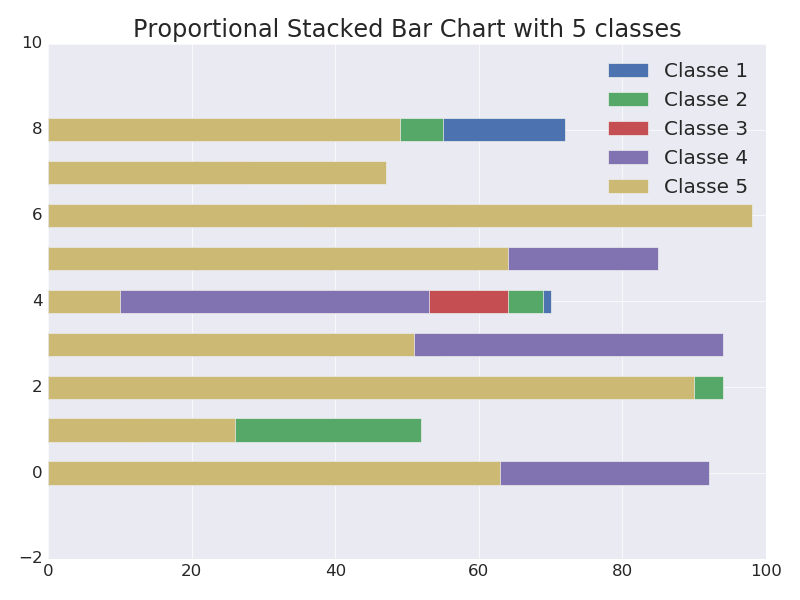 Proportional Stacked Bar Chart with 5 classes
10
8
6
4
2
0
−2
0 20 40 60 80 100
Classe 1
Classe 2
Classe 3
Classe 4
Classe 5